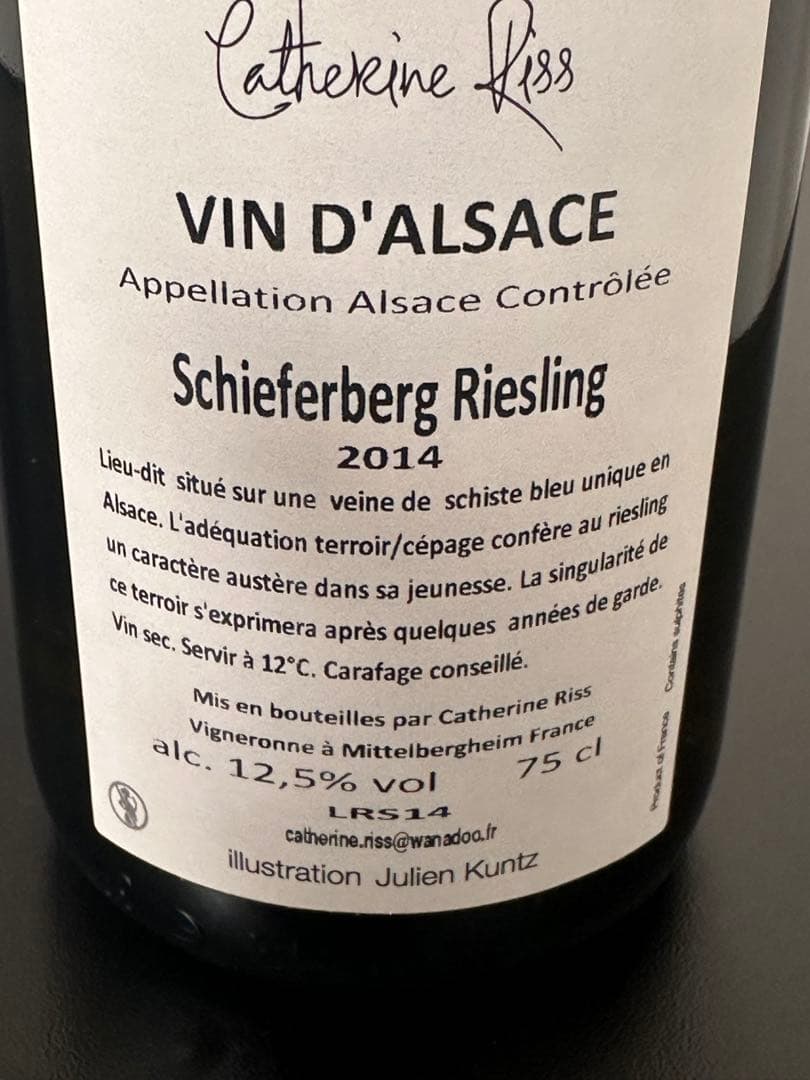 Catherine Riss
VIN D'ALSACE
Appellation Alsace Contrôlée
Schieferberg Riesling
2014
Lieu-dit situé sur une veine de schiste bleu unique en
Alsace. L'adéquation terroir/cépage confère au riesling
un caractère austère dans sa jeunesse. La singularité de
ce terroir s'exprimera après quelques années de garde.
Vin sec. Servir à 12°C. Carafage conseillé.
Mis en bouteilles par Catherine Riss
Vigneronne à Mittelbergheim France
alc. 12,5% vol 75 cl
LRS14
catherine.riss@wanadoo.fr
illustration Julien Kuntz
Product of France Contains sulphites